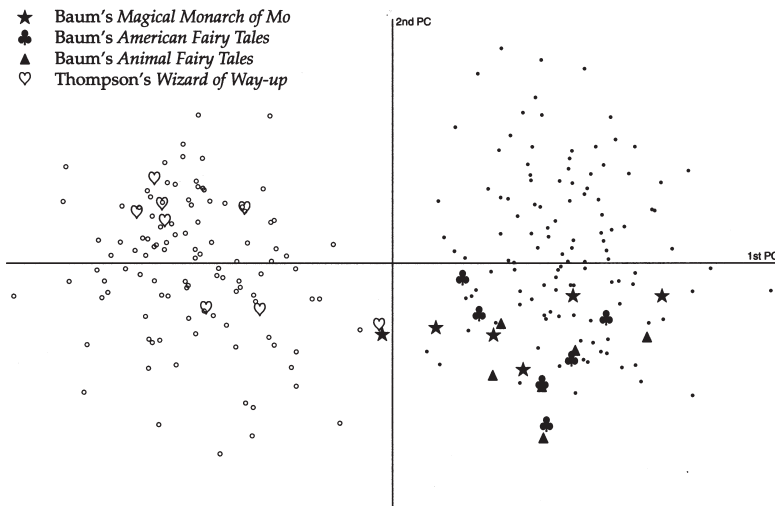 Baum's Magical Monarch of Mo
Baum's American Fairy Tales
Baum's Animal Fairy Tales
Thompson's Wizard of Way-up
2nd PC
1st PC